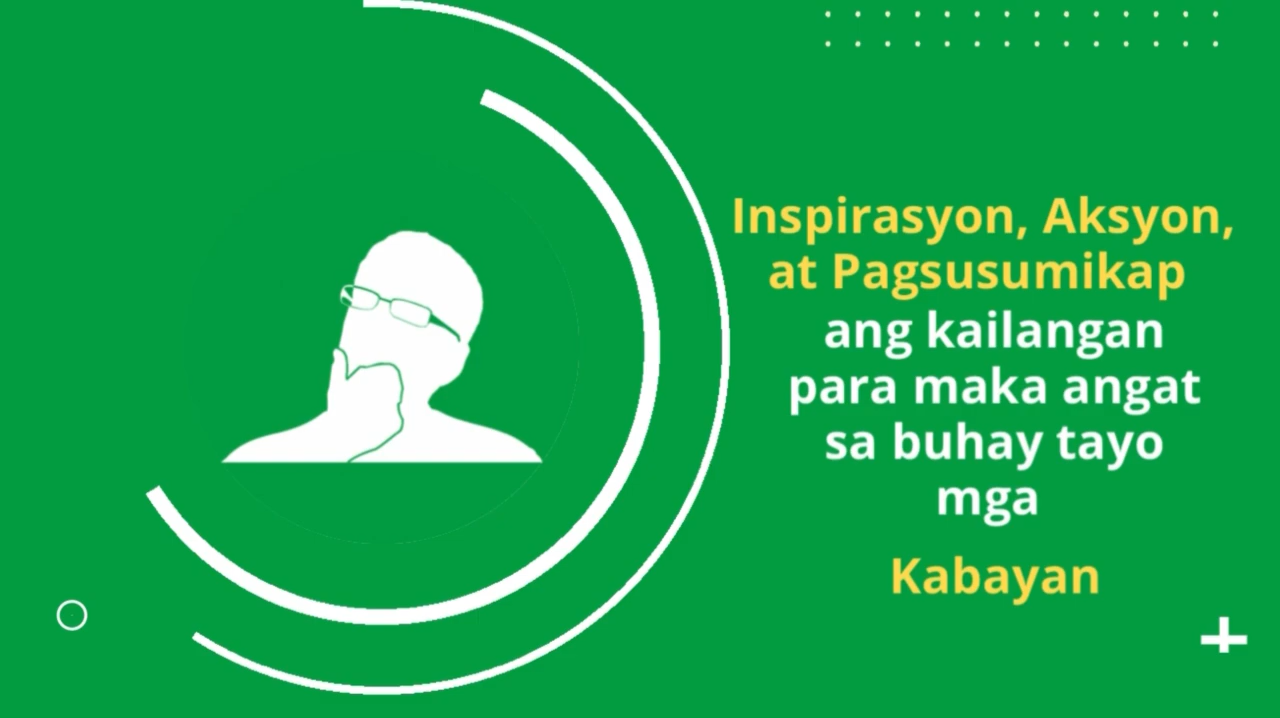 Inspirasyon, Aksyon,
at Pagsusumikap
ang kailangan
para maka angat
sa buhay tayo
mga
Kabayan